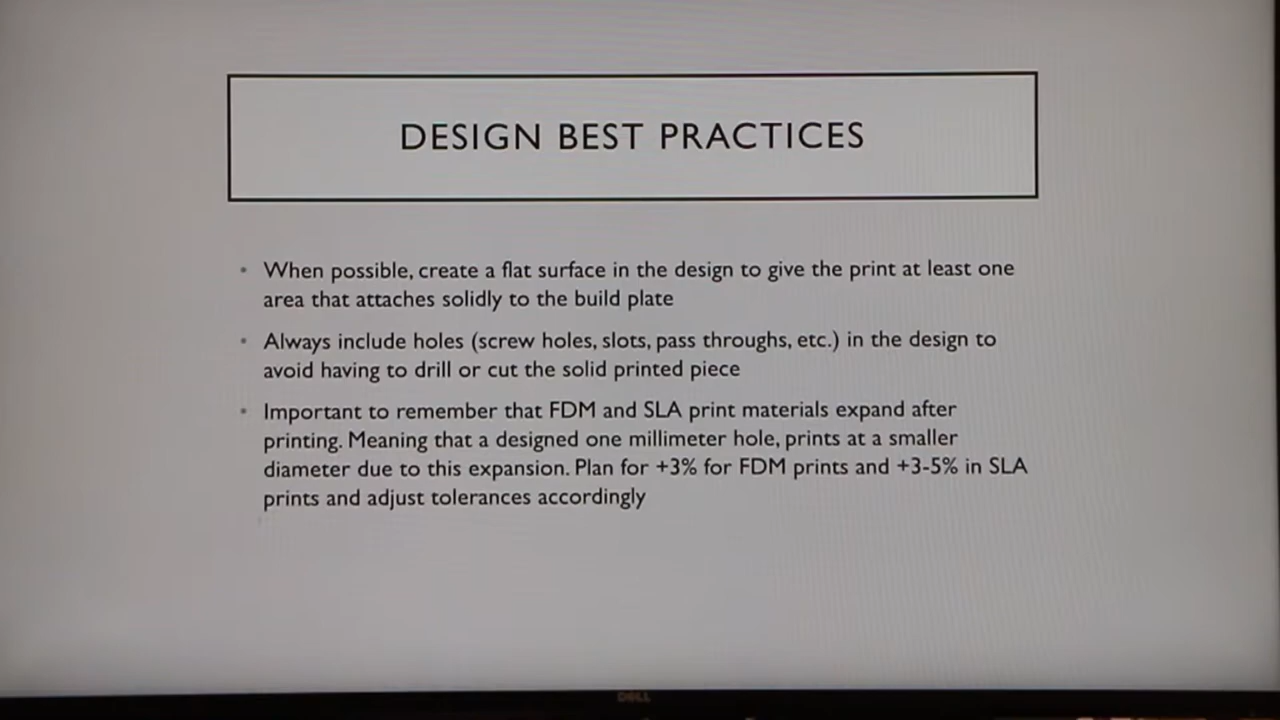 DESIGN BEST PRACTICES
• When possible, create a flat surface in the design to give the print at least one
area that attaches solidly to the build plate
• Always include holes (screw holes, slots, pass throughs, etc.) in the design to
avoid having to drill or cut the solid printed piece
• Important to remember that FDM and SLA print materials expand after
printing. Meaning that a designed one millimeter hole, prints at a smaller
diameter due to this expansion. Plan for +3% for FDM prints and +3-5% in SLA
prints and adjust tolerances accordingly
DELL